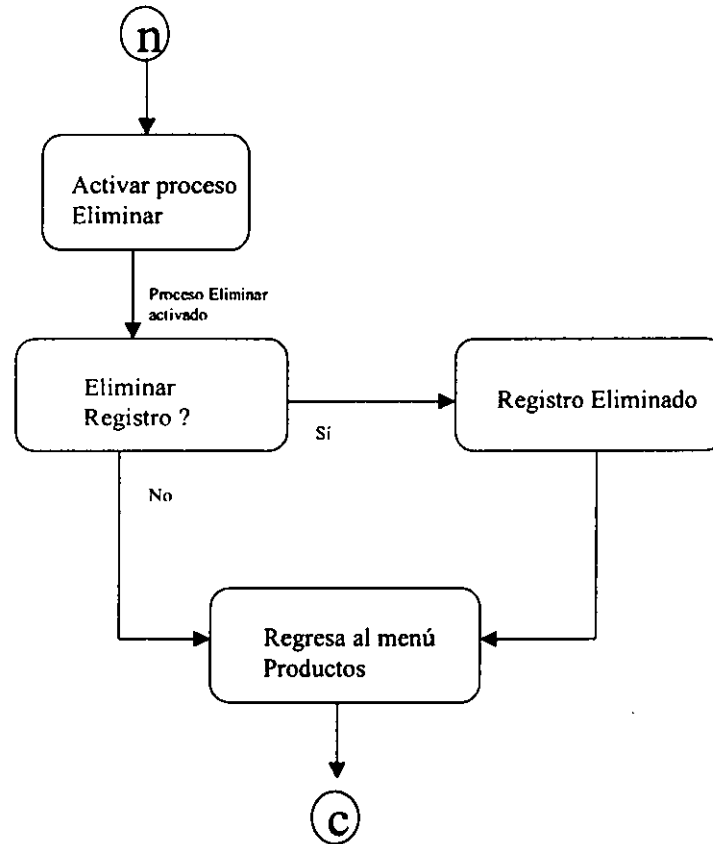 n
Activar proceso
Eliminar
Proceso Eliminar
activado
Eliminar
Registro ?
Sí
Registro Eliminado
No
Regresa al menú
Productos
c